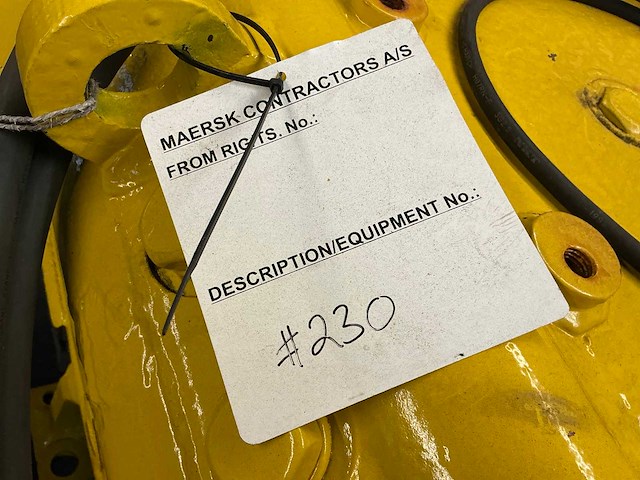 MAERSK CONTRACTORS A/S
FROM RIG/TS. No.:
DESCRIPTION/EQUIPMENT No.:
#230